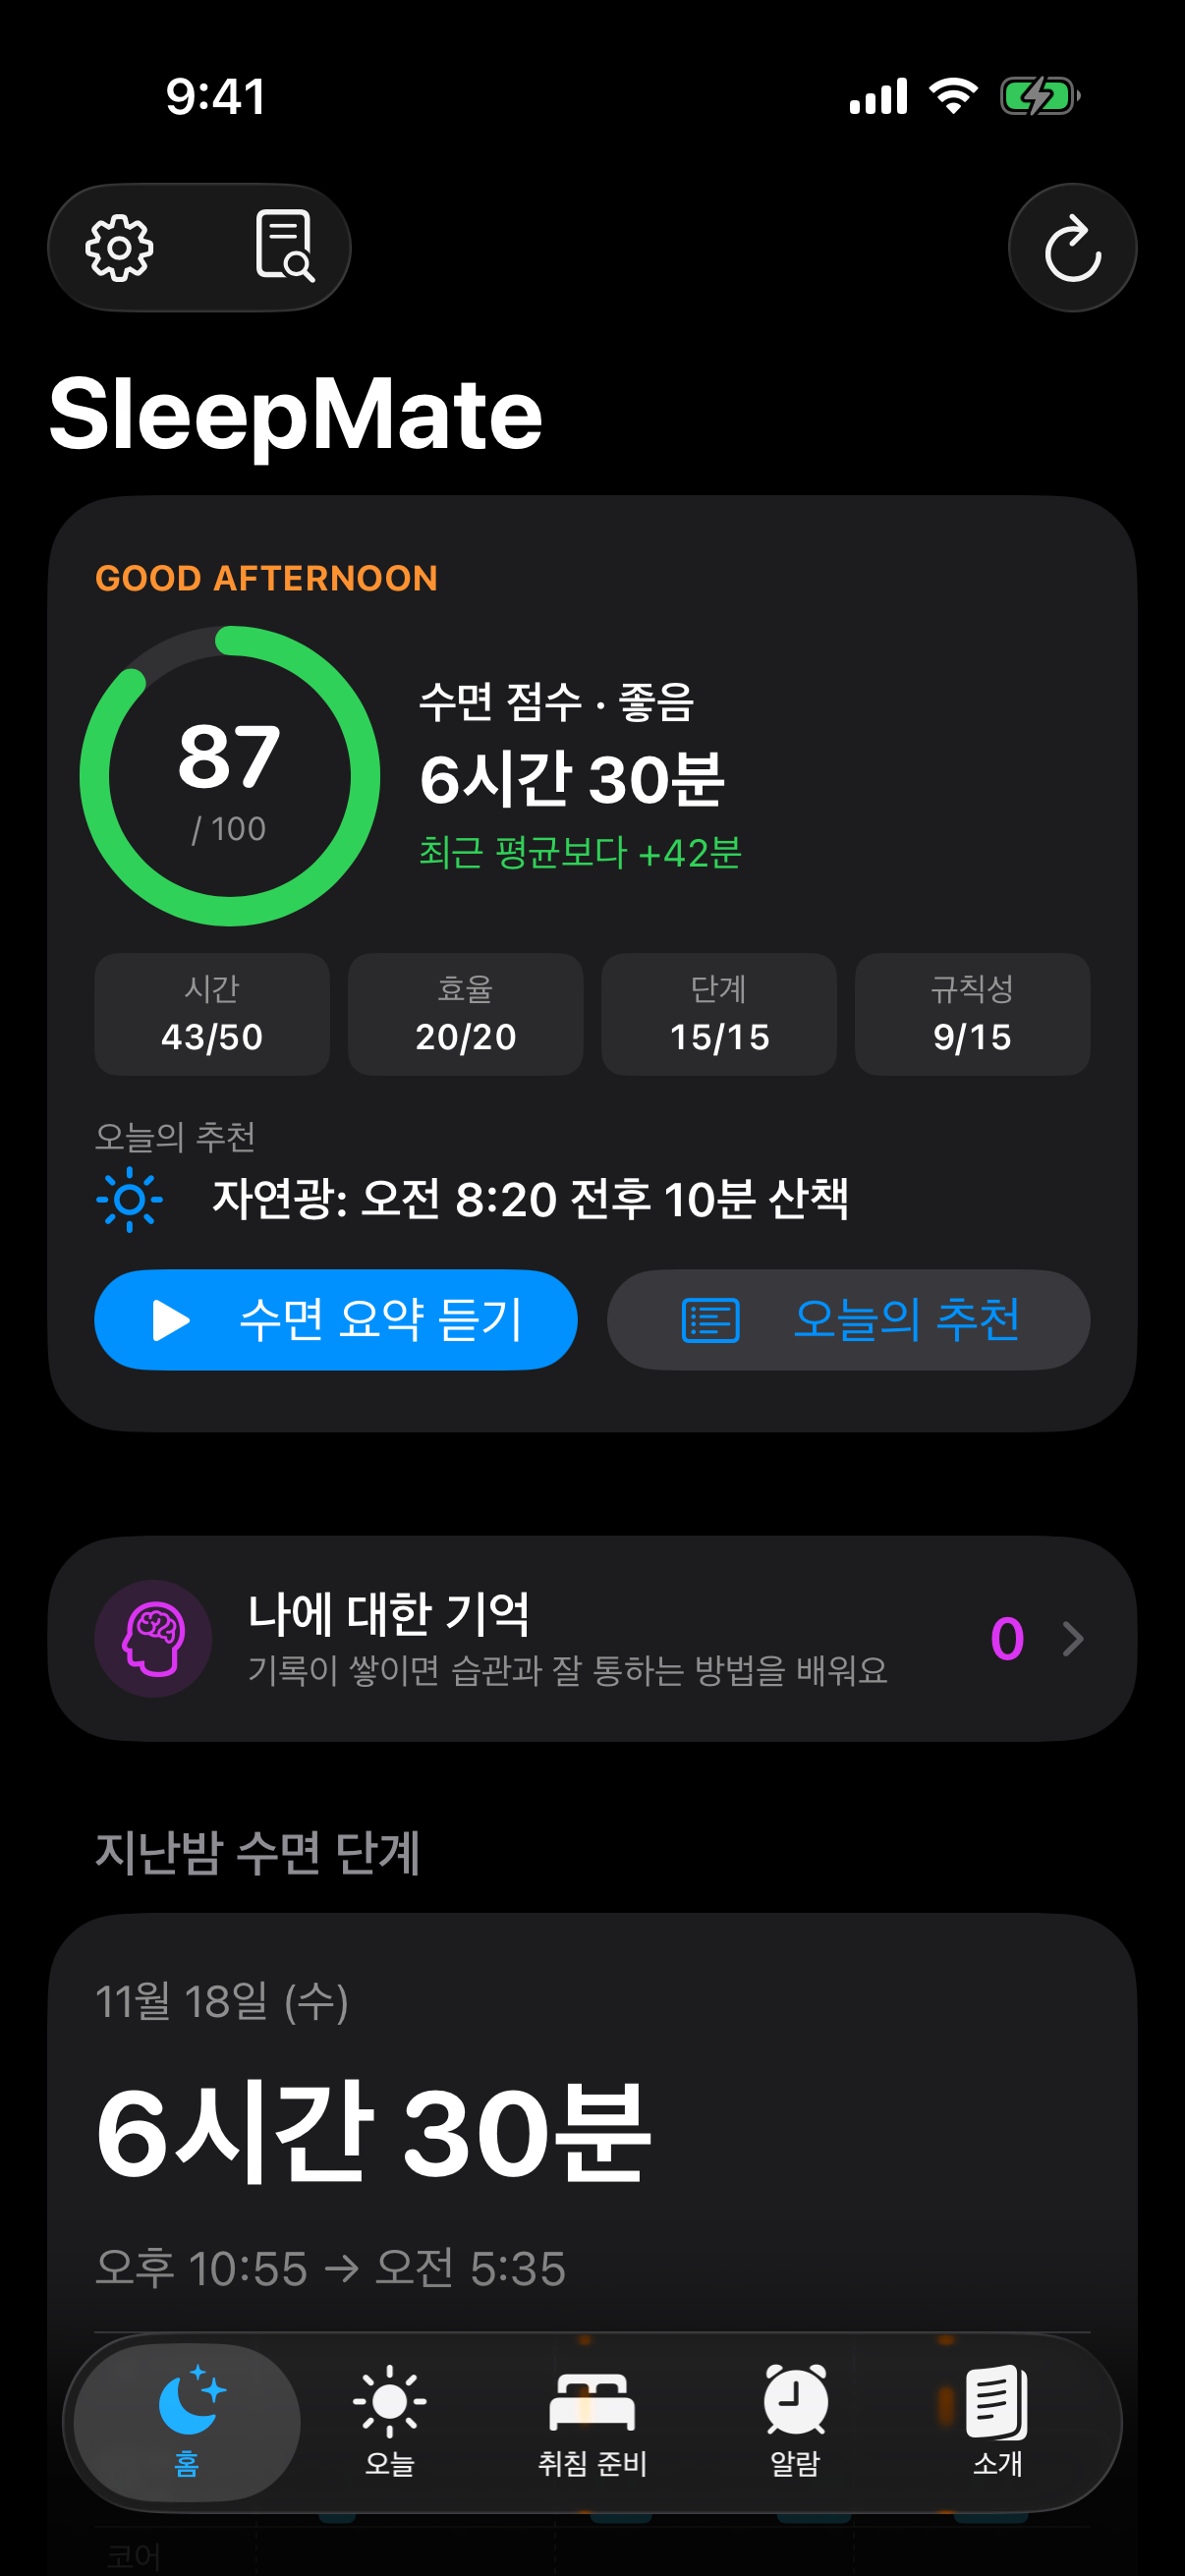 9:41
SleepMate
GOOD AFTERNOON
87
/ 100
수면 점수 · 좋음
6시간 30분
최근 평균보다 +42분
시간
43/50
효율
20/20
단계
15/15
규칙성
9/15
오늘의 추천
자연광: 오전 8:20 전후 10분 산책
수면 요약 듣기
오늘의 추천
나에 대한 기억
기록이 쌓이면 습관과 잘 통하는 방법을 배워요
0
지난밤 수면 단계
11월 18일 (수)
6시간 30분
오후 10:55 → 오전 5:35
홈
오늘
취침 준비
알람
소개
코어